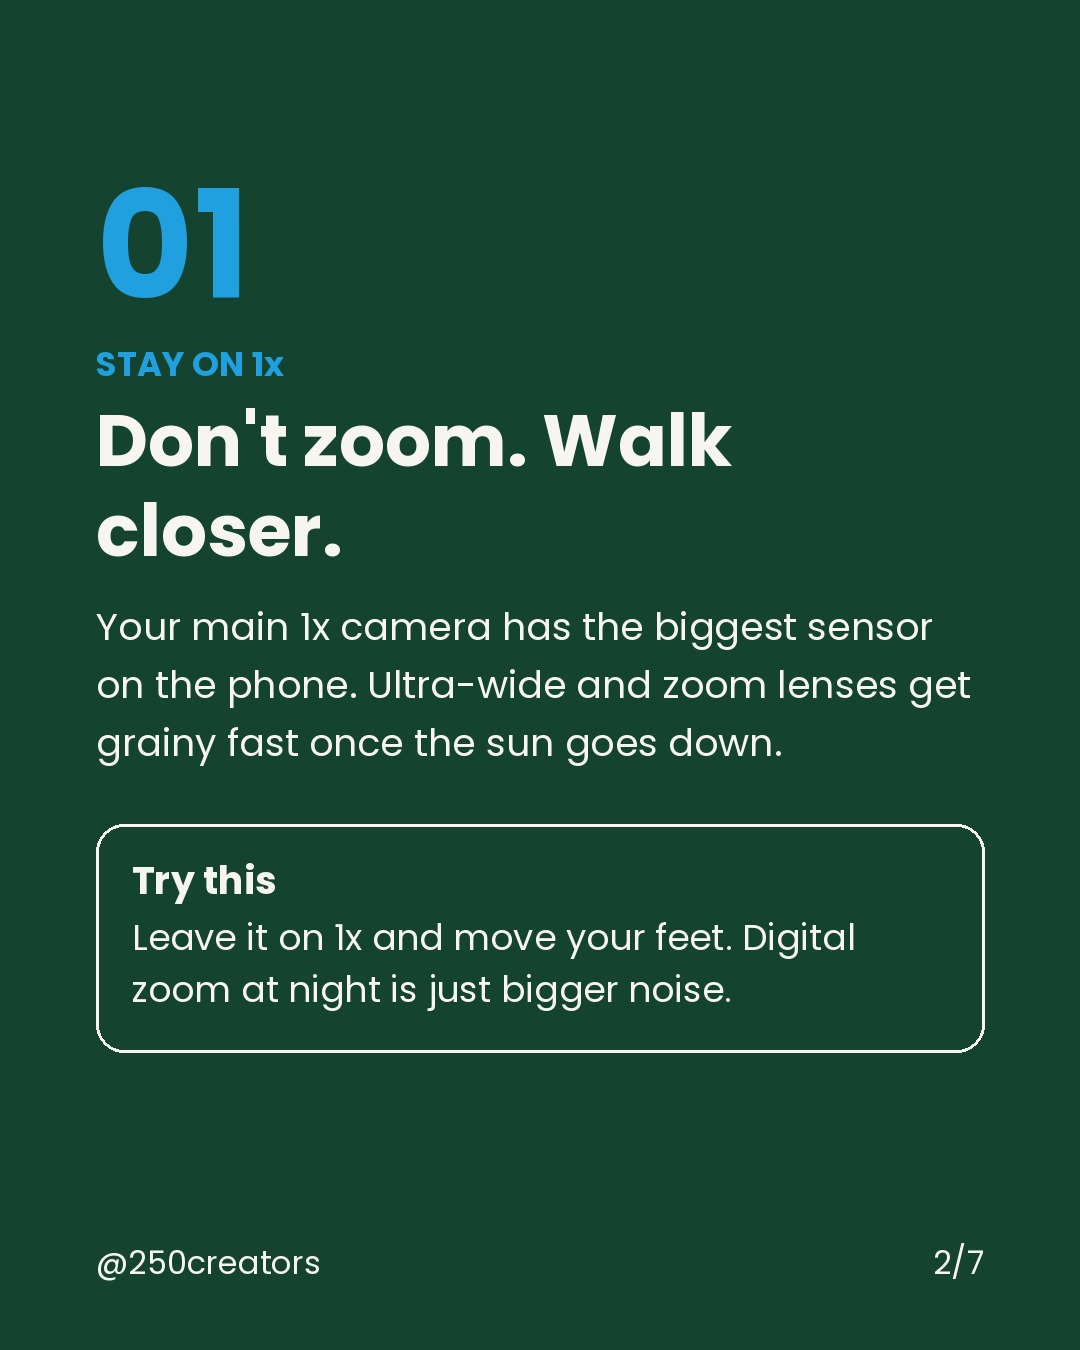 01
STAY ON 1x
Don't zoom. Walk
closer.
Your main 1x camera has the biggest sensor
on the phone. Ultra-wide and zoom lenses get
grainy fast once the sun goes down.
Try this
Leave it on 1x and move your feet. Digital
zoom at night is just bigger noise.
@250creators
2/7